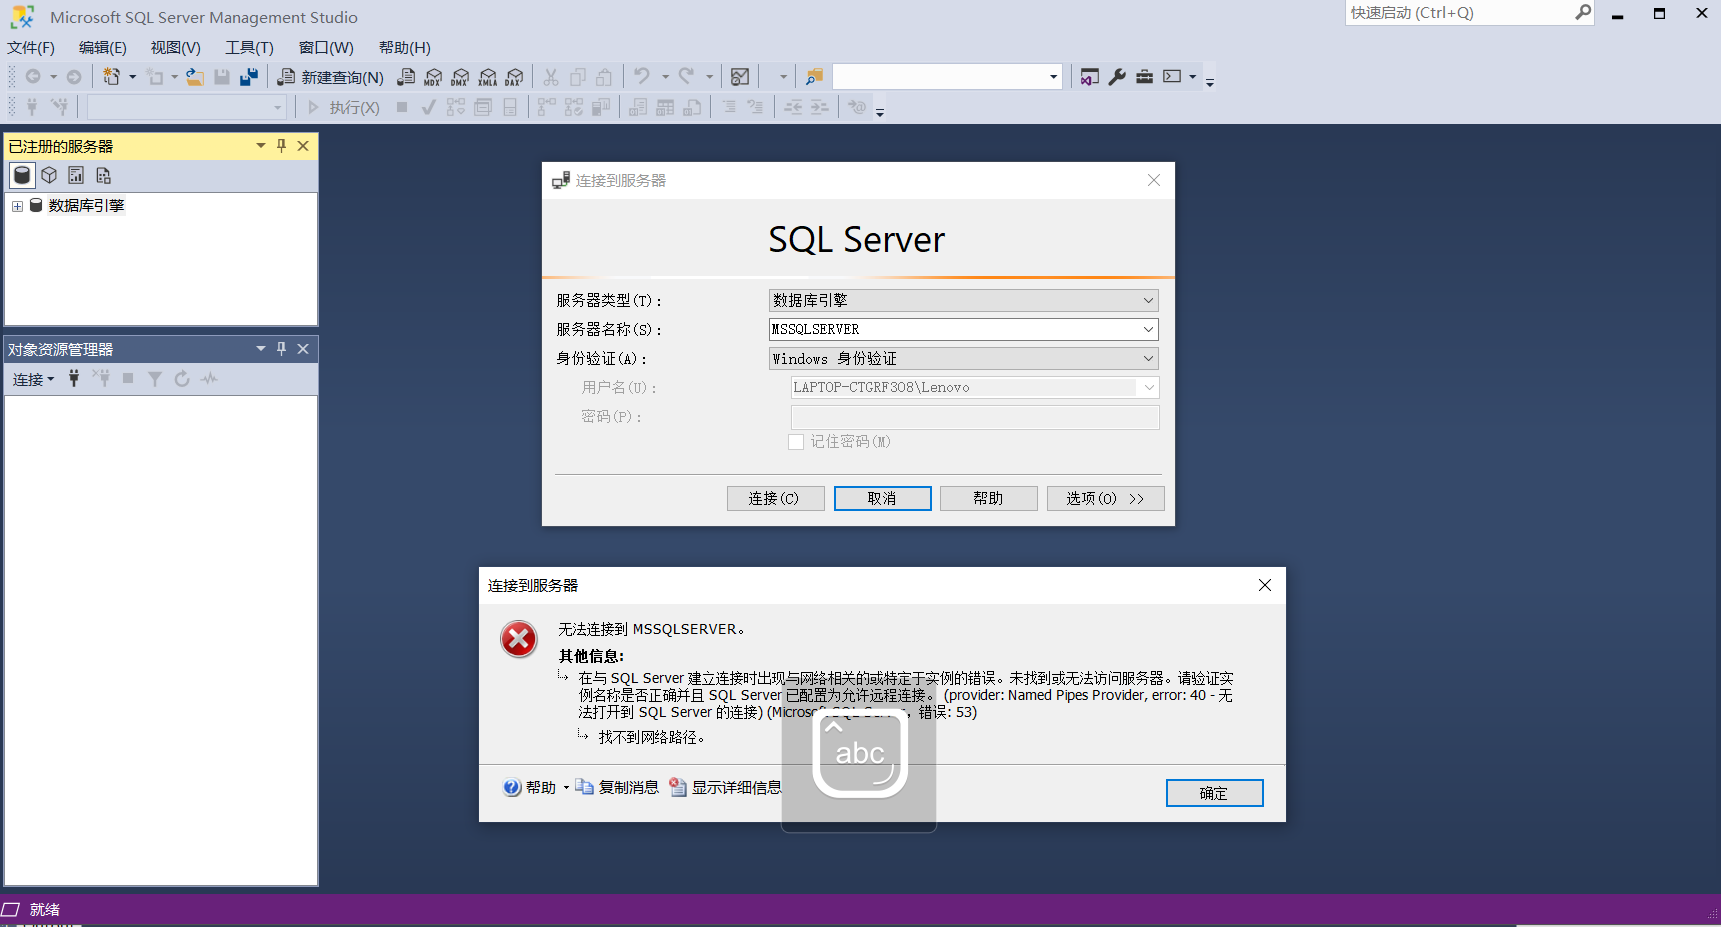 Microsoft SQL Server Management Studio
快速启动 (Ctrl+Q)
文件(F) 编辑(E) 视图(V) 工具(T) 窗口(W) 帮助(H)
新建查询(N) MDX DMX XMLA DAX
执行(X)
已注册的服务器
数据库引擎
对象资源管理器
连接
连接到服务器
SQL Server
服务器类型(T): 数据库引擎
服务器名称(S): MSSQLSERVER
身份验证(A): Windows 身份验证
用户名(U): LAPTOP-CTGRF3O8\Lenovo
密码(P):
记住密码(M)
连接(C) 取消 帮助 选项(O) >>
连接到服务器
无法连接到 MSSQLSERVER。
其他信息:
在与 SQL Server 建立连接时出现与网络相关的或特定于实例的错误。未找到或无法访问服务器。请验证实
例名称是否正确并且 SQL Server 已配置为允许远程连接。 (provider: Named Pipes Provider, error: 40 - 无
法打开到 SQL Server 的连接) (Microsoft SQL Server，错误: 53)
找不到网络路径。
abc
帮助 复制消息 显示详细信息
确定
就绪